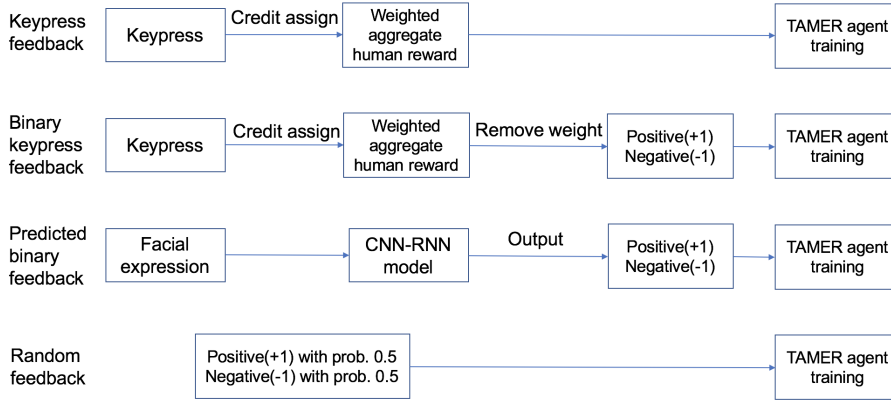 Keypress
feedback
Keypress
Credit assign
Weighted
aggregate
human reward
TAMER agent
training
Binary
keypress
feedback
Keypress
Credit assign
Weighted
aggregate
human reward
Remove weight
Positive(+1)
Negative(-1)
TAMER agent
training
Predicted
binary
feedback
Facial
expression
CNN-RNN
model
Output
Positive(+1)
Negative(-1)
TAMER agent
training
Random
feedback
Positive(+1) with prob. 0.5
Negative(-1) with prob. 0.5
TAMER agent
training